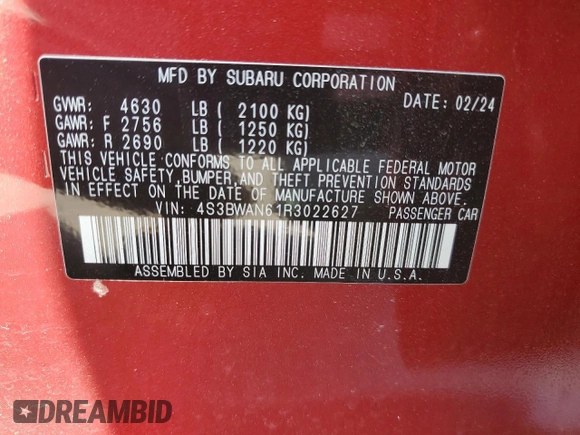 MFD BY SUBARU CORPORATION
DATE: 02/24
GVWR: 4630 LB ( 2100 KG)
GAWR: F 2756 LB ( 1250 KG)
GAWR: R 2690 LB ( 1220 KG)
THIS VEHICLE CONFORMS TO ALL APPLICABLE FEDERAL MOTOR
VEHICLE SAFETY, BUMPER AND THEFT PREVENTION STANDARDS
IN EFFECT ON THE DATE OF MANUFACTURE SHOWN ABOVE.
VIN: 4S3BWAN61R3022627 PASSENGER CAR
ASSEMBLED BY SIA INC. MADE IN U.S.A.
DREAMBID